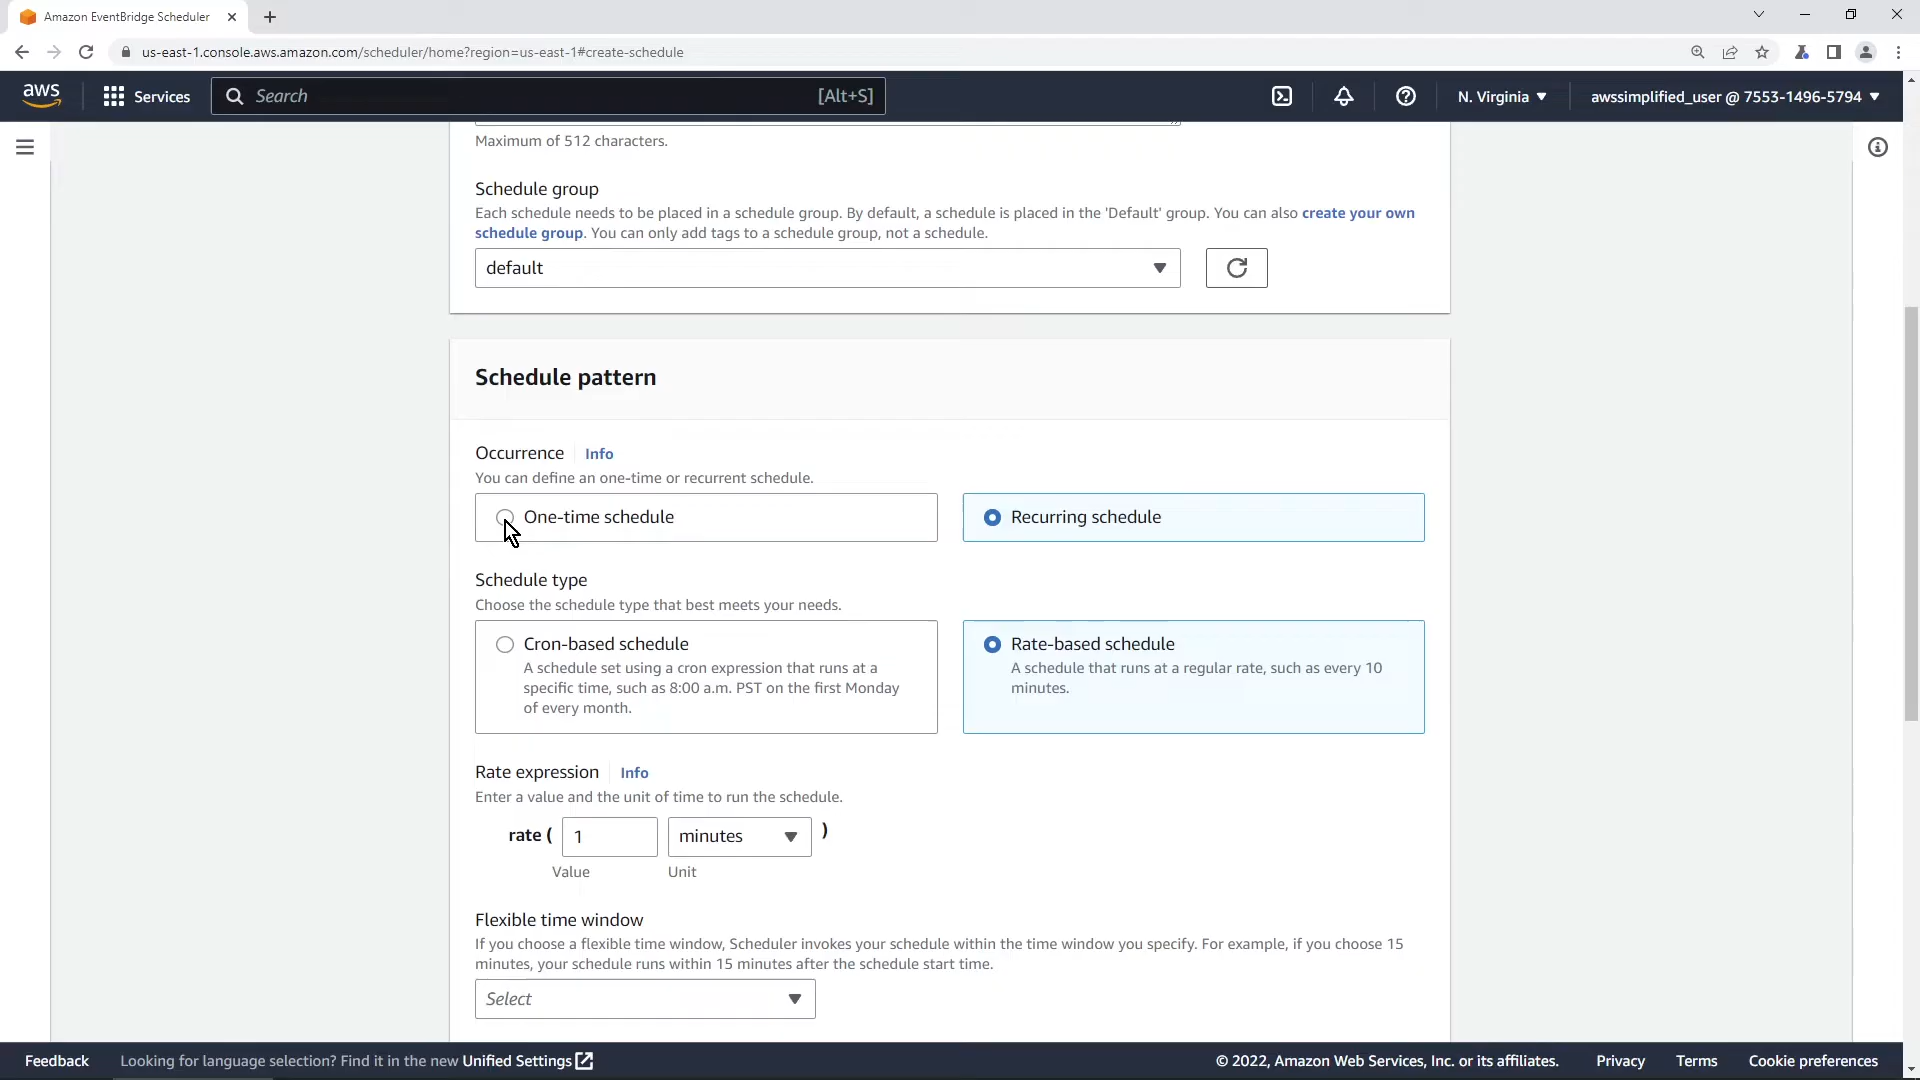 Amazon EventBridge Scheduler
us-east-1.console.aws.amazon.com/scheduler/home?region=us-east-1#create-schedule
aws
Services
Search
[Alt+S]
N. Virginia
awssimplified_user @ 7553-1496-5794
Maximum of 512 characters.
Schedule group
Each schedule needs to be placed in a schedule group. By default, a schedule is placed in the 'Default' group. You can also create your own
schedule group. You can only add tags to a schedule group, not a schedule.
default
Schedule pattern
Occurrence Info
You can define an one-time or recurrent schedule.
One-time schedule
Recurring schedule
Schedule type
Choose the schedule type that best meets your needs.
Cron-based schedule
A schedule set using a cron expression that runs at a
specific time, such as 8:00 a.m. PST on the first Monday
of every month.
Rate-based schedule
A schedule that runs at a regular rate, such as every 10
minutes.
Rate expression Info
Enter a value and the unit of time to run the schedule.
rate ( 1 minutes )
Value Unit
Flexible time window
If you choose a flexible time window, Scheduler invokes your schedule within the time window you specify. For example, if you choose 15
minutes, your schedule runs within 15 minutes after the schedule start time.
Select
Feedback Looking for language selection? Find it in the new Unified Settings © 2022, Amazon Web Services, Inc. or its affiliates. Privacy Terms Cookie preferences